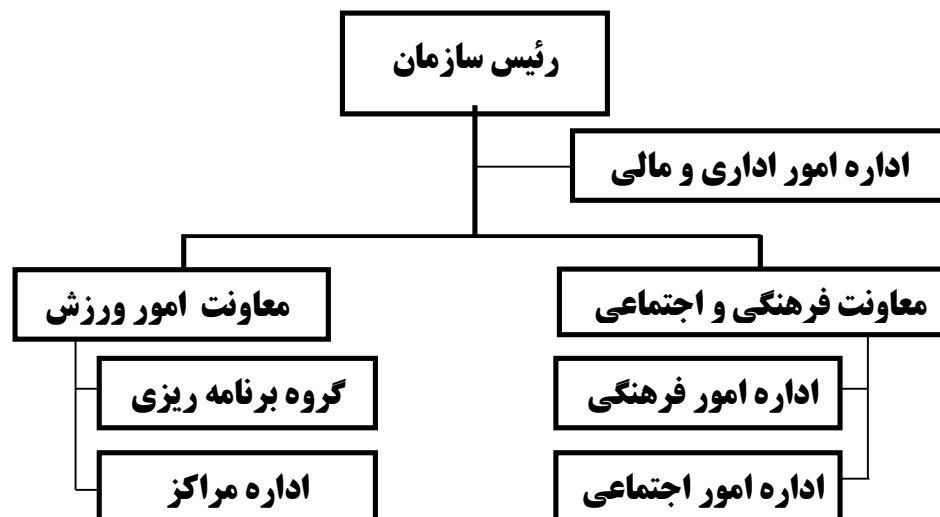 رئیس سازمان
اداره امور اداری و مالی
معاونت فرهنگی و اجتماعی
معاونت امور ورزش
اداره امور فرهنگی
گروه برنامه ریزی
اداره امور اجتماعی
اداره مراکز